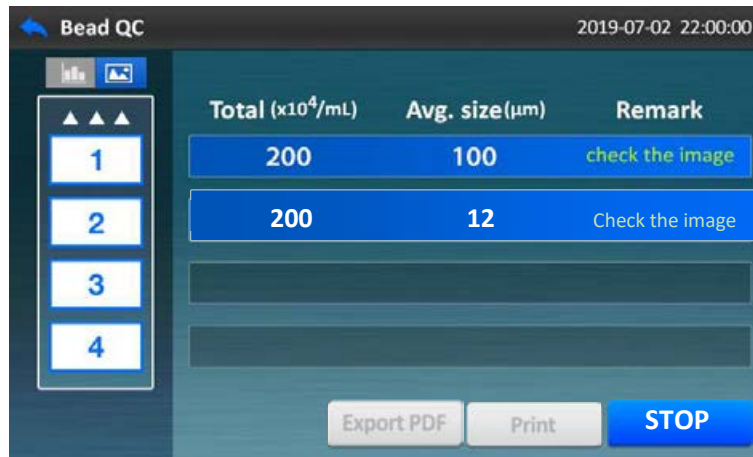 Bead QC 2019-07-02 22:00:00
Total (x10⁴/mL) Avg. size(μm) Remark
1 200 100 check the image
2 200 12 Check the image
3
4
Export PDF Print STOP